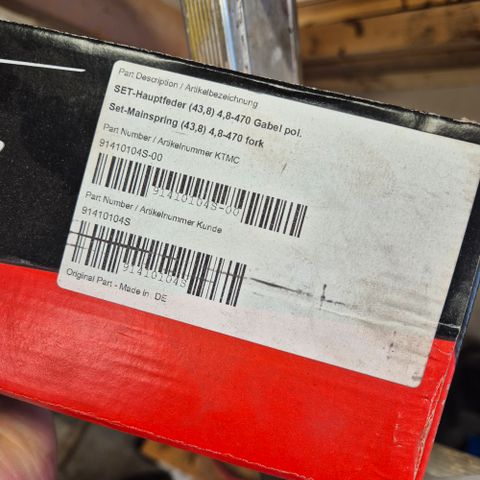 Part Description / Artikelbezeichnung
SET-Hauptfeder (43,8) 4,8-470 Gabel pol.
Set-Mainspring (43,8) 4,8-470 fork
Part Number / Artikelnummer KTMC
91410104S-00
91410104S-00
Part Number / Artikelnummer Kunde
91410104S
91410104S
Original Part - Made in: DE